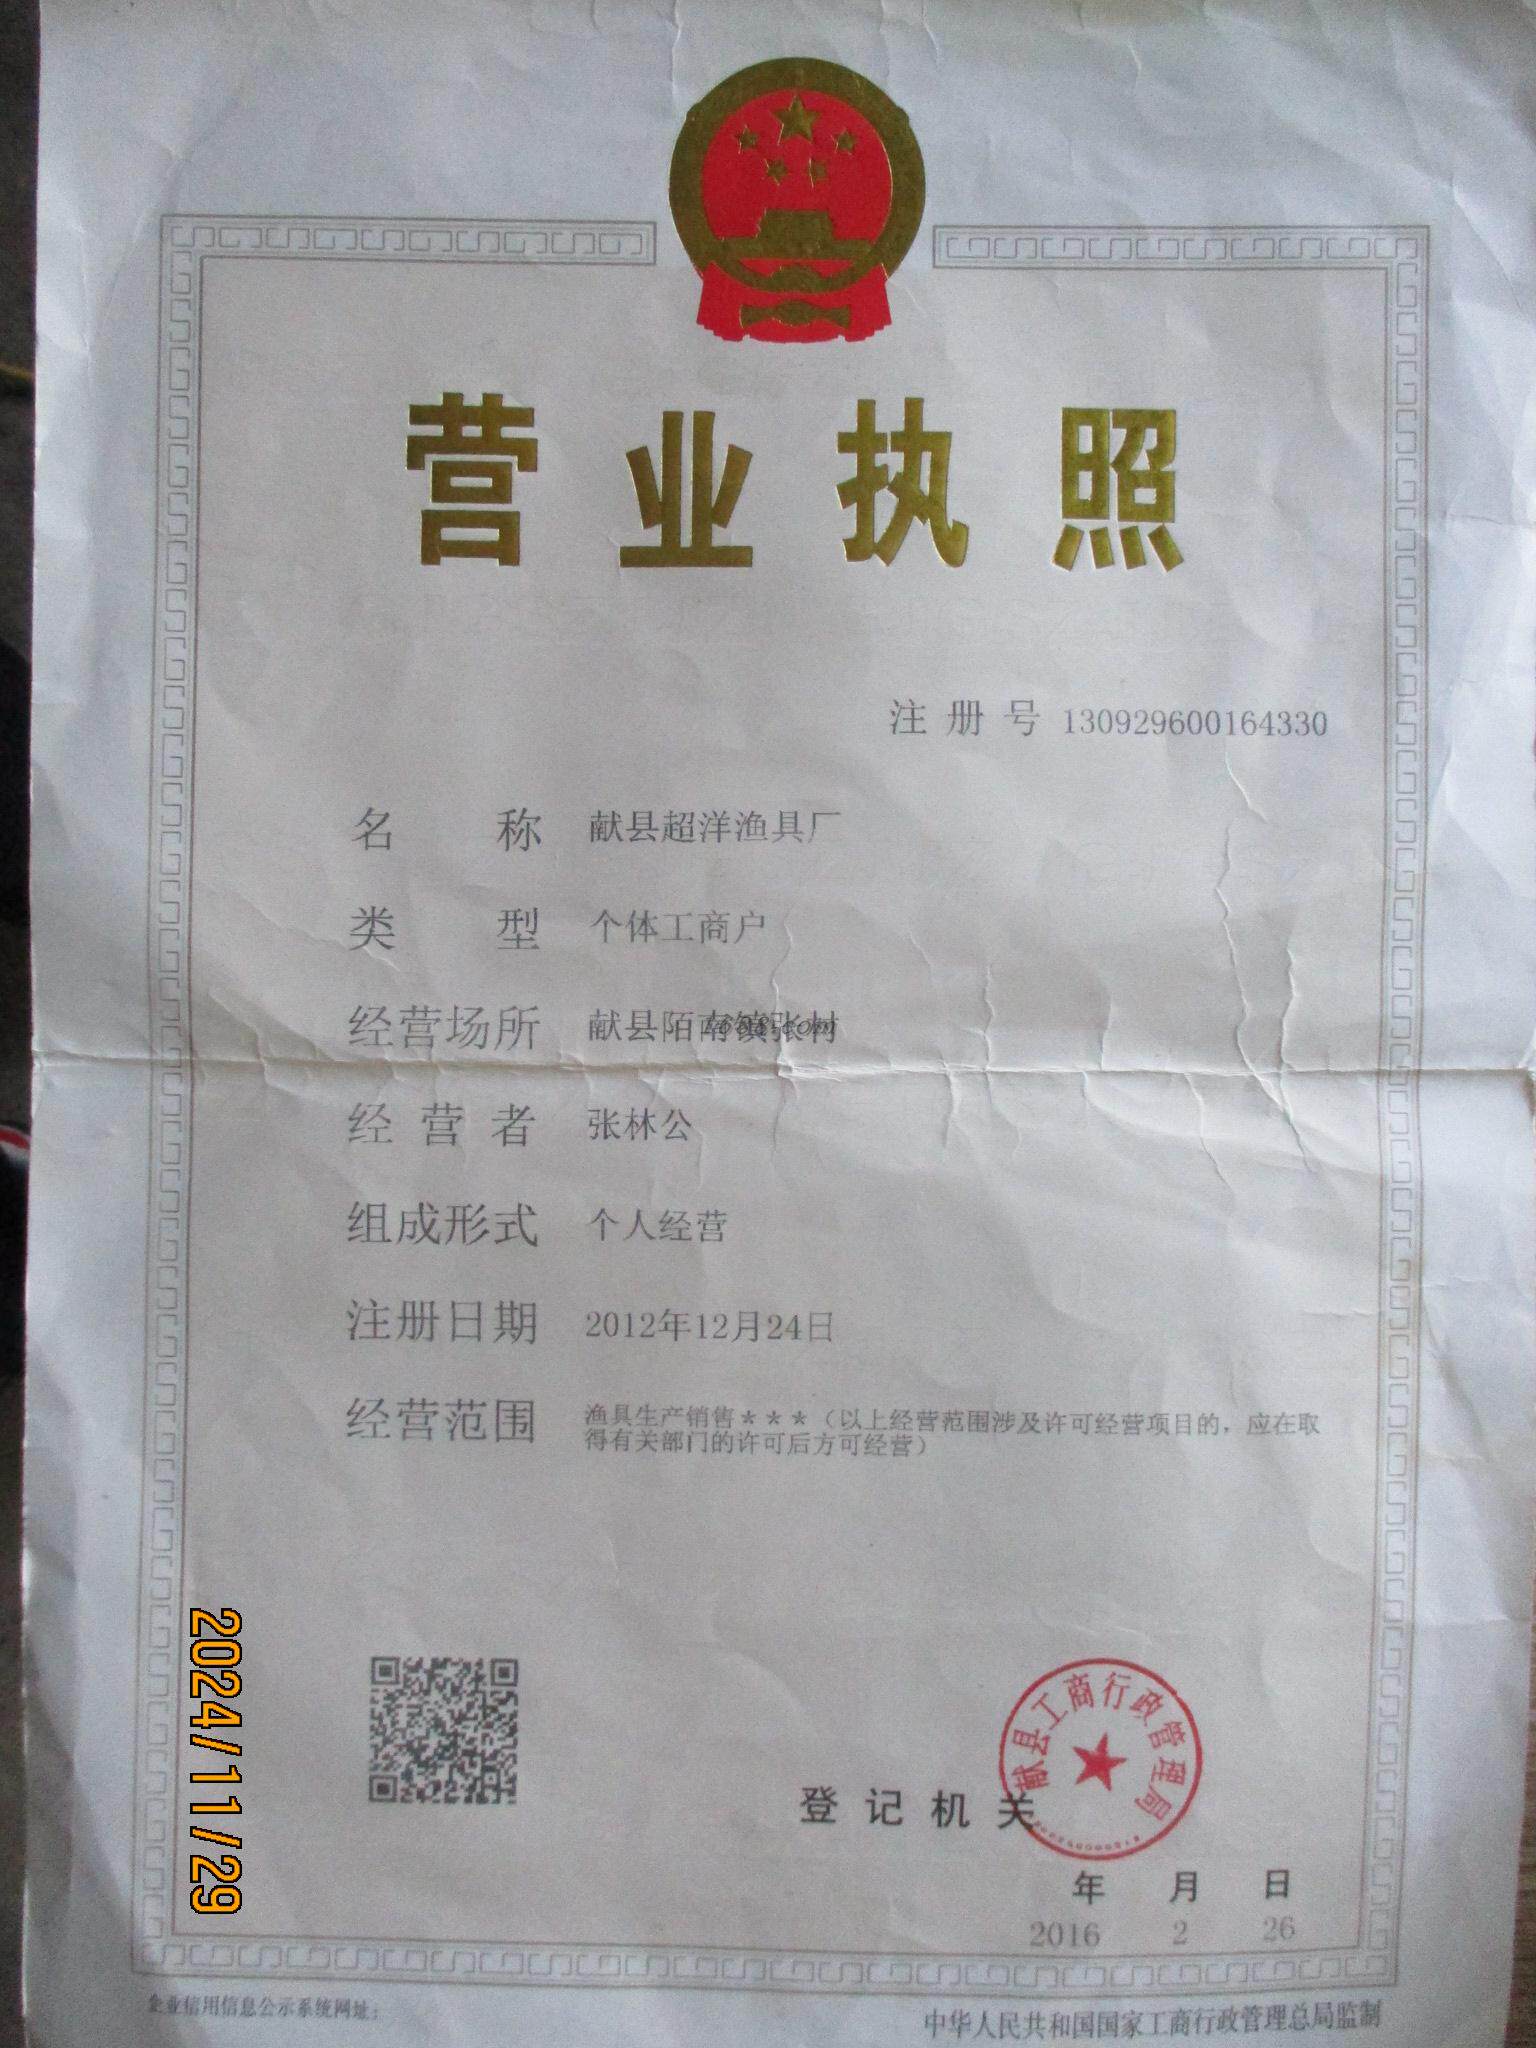 营业执照
注册号 130929600164330
名称 献县超洋渔具厂
类型 个体工商户
经营场所 献县陌南镇张村
1688.com
经营者 张林公
组成形式 个人经营
注册日期 2012年12月24日
经营范围 渔具生产销售***（以上经营范围涉及许可经营项目的，应在取
得有关部门的许可后方可经营）
献县工商行政管理局
登记机关
年 月 日
2016 2 26
2024/11/29
企业信用信息公示系统网址：
中华人民共和国国家工商行政管理总局监制